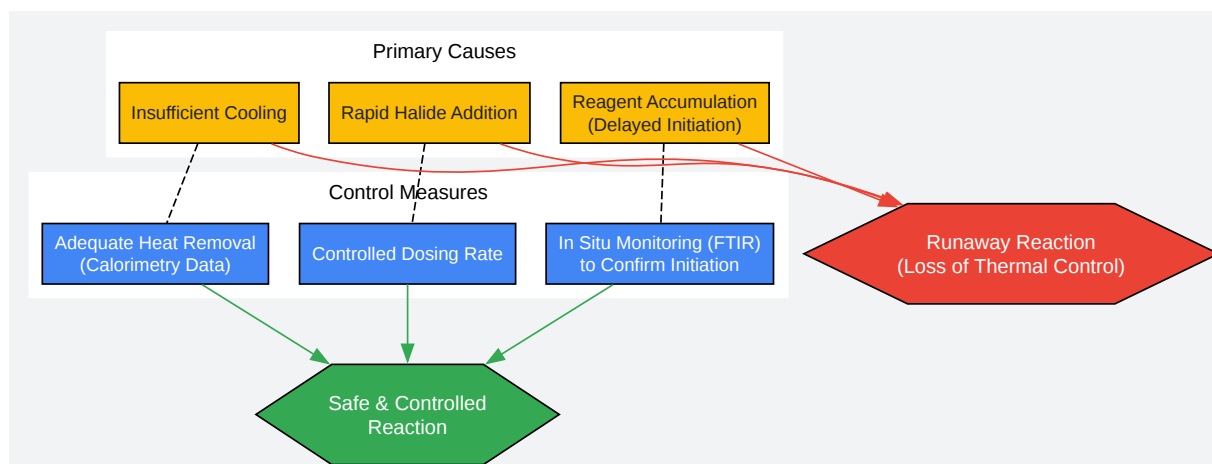 Primary Causes
Insufficient Cooling
Rapid Halide Addition
Reagent Accumulation
(Delayed Initiation)
Control Measures
Adequate Heat Removal
(Calorimetry Data)
Controlled Dosing Rate
In Situ Monitoring (FTIR)
to Confirm Initiation
Runaway Reaction
(Loss of Thermal Control)
Safe & Controlled
Reaction